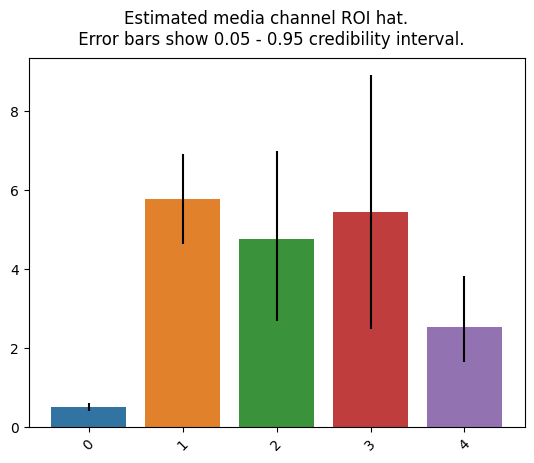 Estimated media channel ROI hat.
Error bars show 0.05 - 0.95 credibility interval.
8
6
4
2
0
0 1 2 3 4